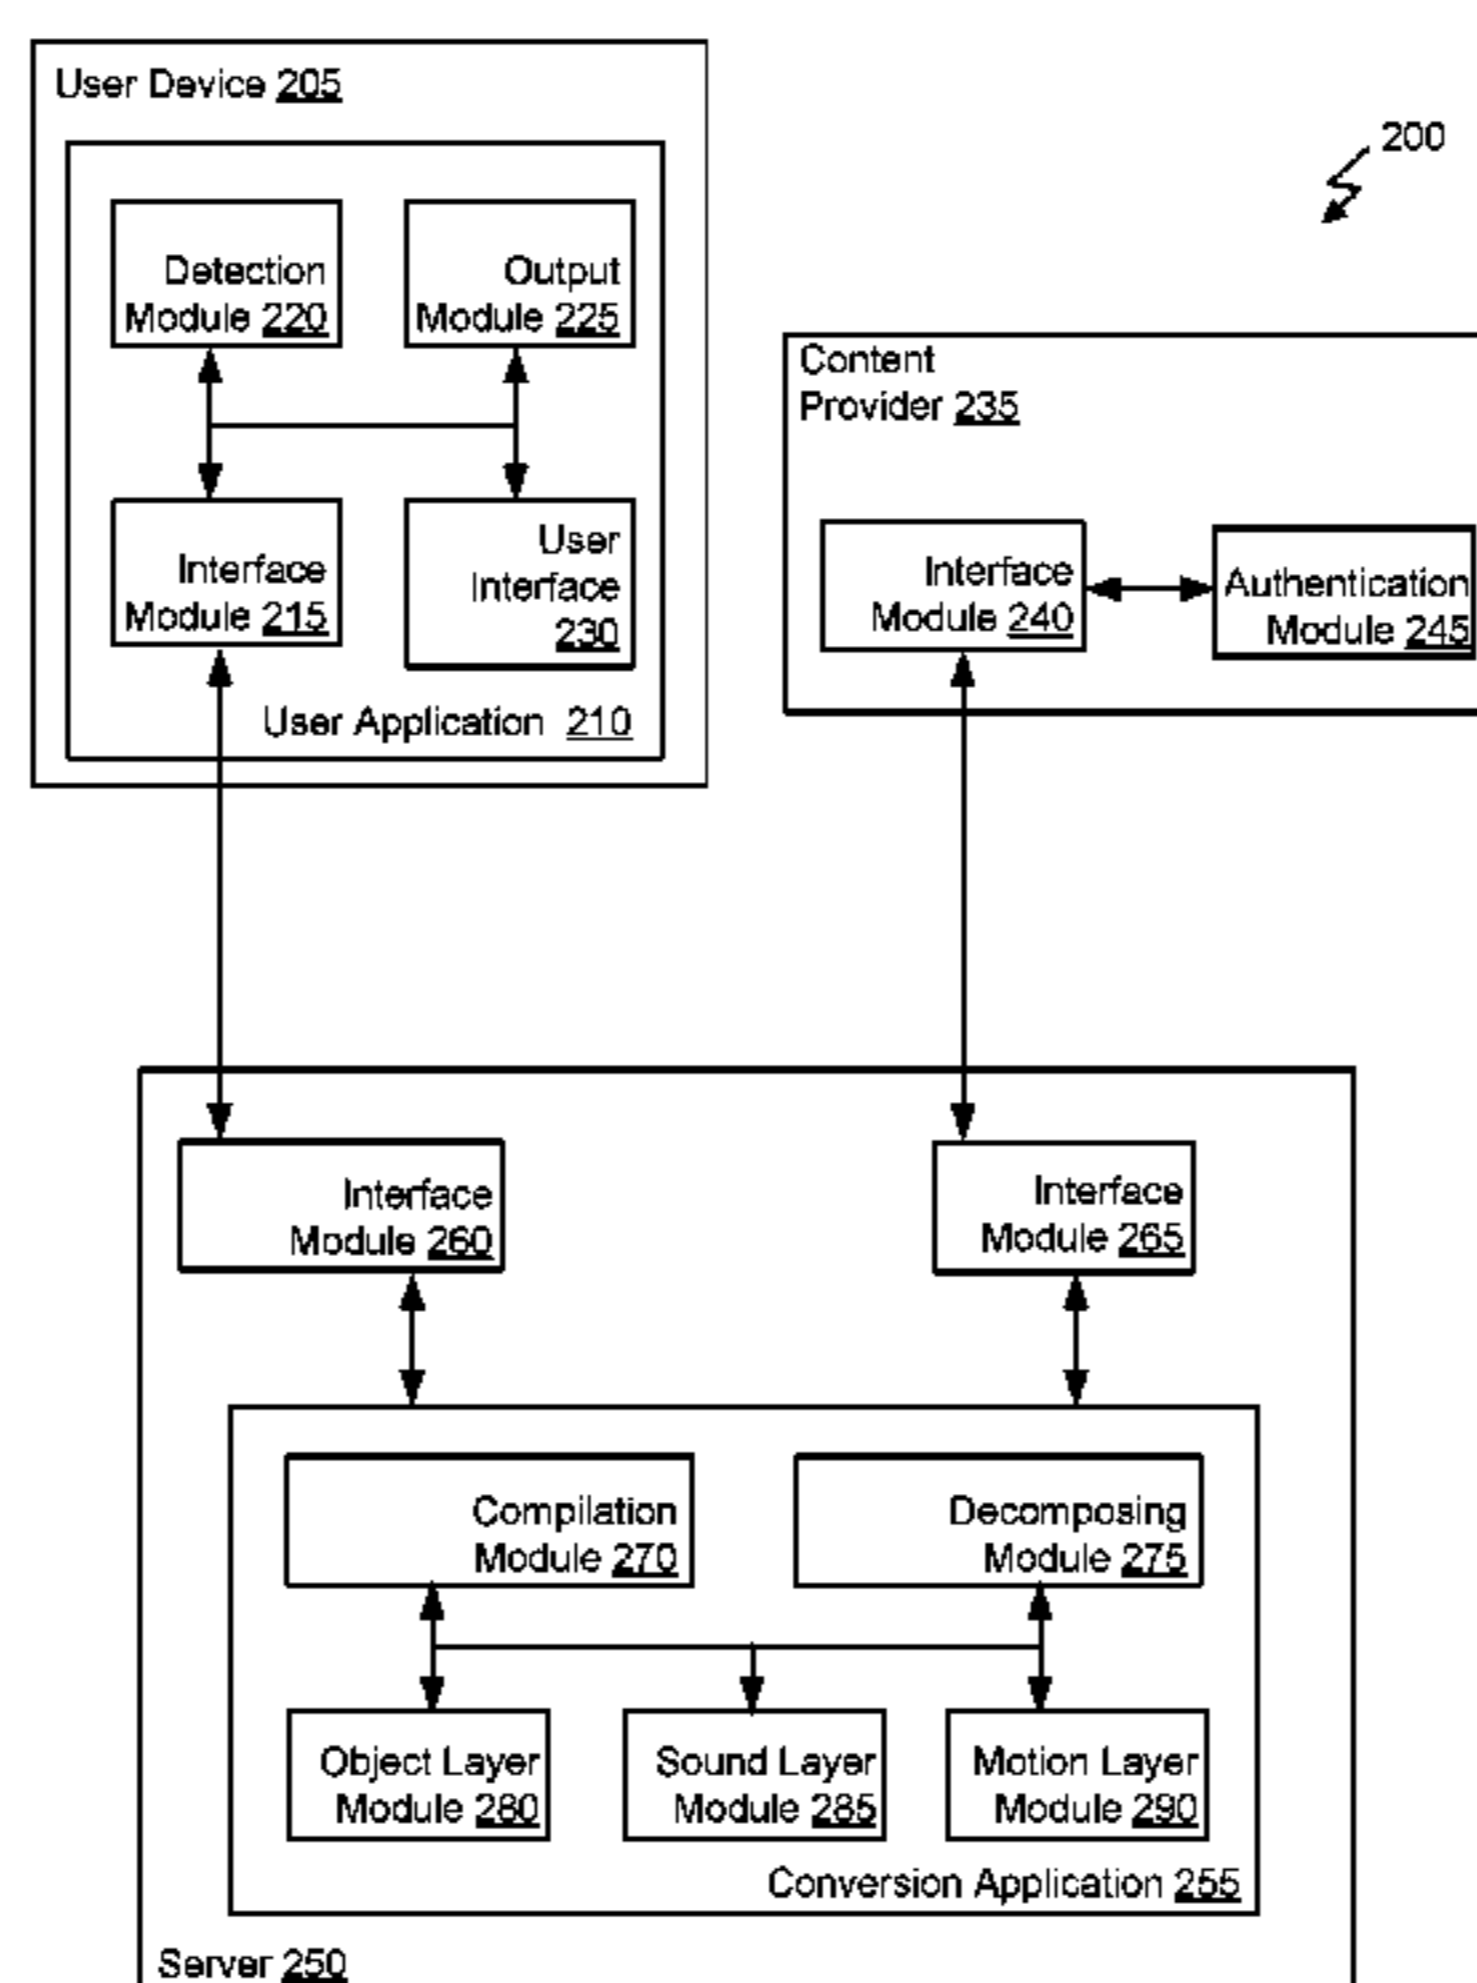 User Device 205
200
Detection
Module 220
Output
Module 225
Content
Provider 235
Interface
Module 215
User
Interface
230
Interface
Module 240
Authentication
Module 245
User Application 210
Interface
Module 260
Interface
Module 265
Compilation
Module 270
Decomposing
Module 275
Object Layer
Module 280
Sound Layer
Module 285
Motion Layer
Module 290
Conversion Application 255
Server 250